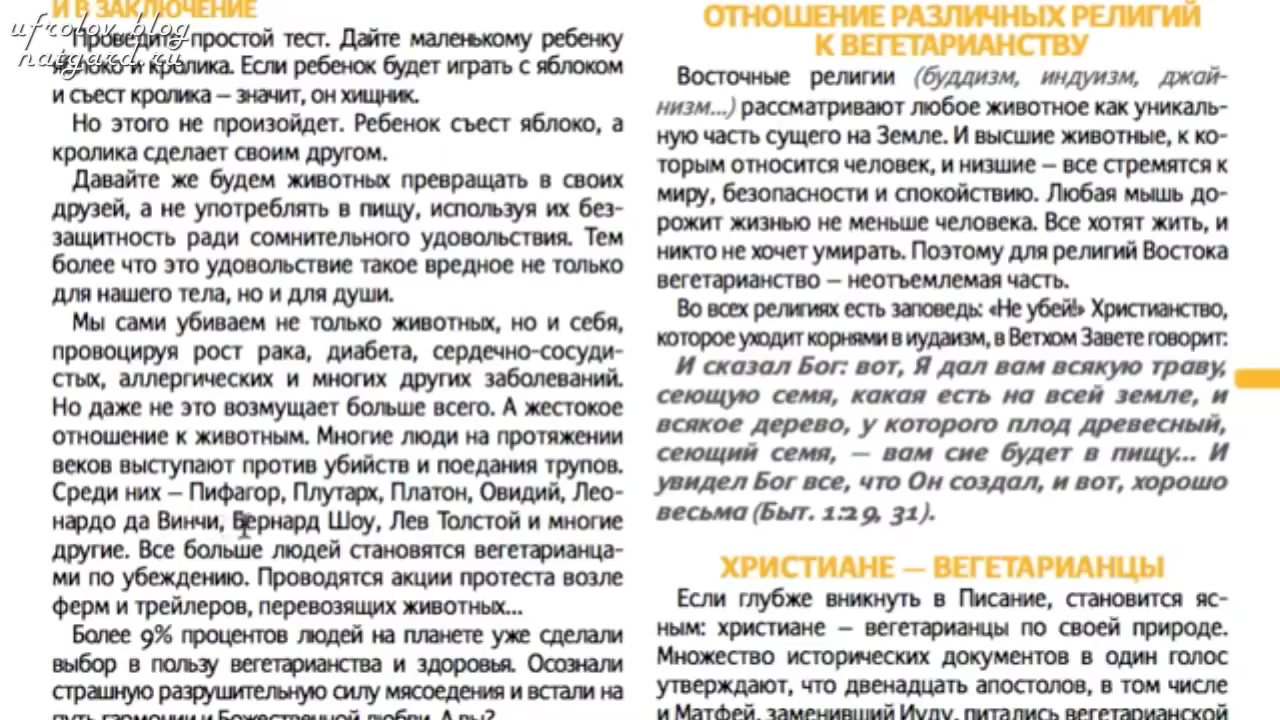 И В ЗАКЛЮЧЕНИЕ
ufrolov.blog
natgard.ru
Проведите простой тест. Дайте маленькому ребенку
яблоко и кролика. Если ребенок будет играть с яблоком
и съест кролика – значит, он хищник.
Но этого не произойдет. Ребенок съест яблоко, а
кролика сделает своим другом.
Давайте же будем животных превращать в своих
друзей, а не употреблять в пищу, используя их без-
защитность ради сомнительного удовольствия. Тем
более что это удовольствие такое вредное не только
для нашего тела, но и для души.
Мы сами убиваем не только животных, но и себя,
провоцируя рост рака, диабета, сердечно-сосуди-
стых, аллергических и многих других заболеваний.
Но даже не это возмущает больше всего. А жестокое
отношение к животным. Многие люди на протяжении
веков выступают против убийств и поедания трупов.
Среди них – Пифагор, Плутарх, Платон, Овидий, Лео-
нардо да Винчи, Бернард Шоу, Лев Толстой и многие
другие. Все больше людей становятся вегетарианца-
ми по убеждению. Проводятся акции протеста возле
ферм и трейлеров, перевозящих животных...
Более 9% процентов людей на планете уже сделали
выбор в пользу вегетарианства и здоровья. Осознали
страшную разрушительную силу мясоедения и встали на
путь гармонии и Божественной любви. А вы?
ОТНОШЕНИЕ РАЗЛИЧНЫХ РЕЛИГИЙ
К ВЕГЕТАРИАНСТВУ
Восточные религии (буддизм, индуизм, джай-
низм...) рассматривают любое животное как уникаль-
ную часть сущего на Земле. И высшие животные, к ко-
торым относится человек, и низшие – все стремятся к
миру, безопасности и спокойствию. Любая мышь до-
рожит жизнью не меньше человека. Все хотят жить, и
никто не хочет умирать. Поэтому для религий Востока
вегетарианство – неотъемлемая часть.
Во всех религиях есть заповедь: «Не убей!» Христианство,
которое уходит корнями в иудаизм, в Ветхом Завете говорит:
И сказал Бог: вот, Я дал вам всякую траву,
сеющую семя, какая есть на всей земле, и
всякое дерево, у которого плод древесный,
сеющий семя, – вам сие будет в пищу... И
увидел Бог все, что Он создал, и вот, хорошо
весьма (Быт. 1:29, 31).
ХРИСТИАНЕ – ВЕГЕТАРИАНЦЫ
Если глубже вникнуть в Писание, становится яс-
ным: христиане – вегетарианцы по своей природе.
Множество исторических документов в один голос
утверждают, что двенадцать апостолов, в том числе
и Матфей, заменивший Иуду, питались вегетарианской